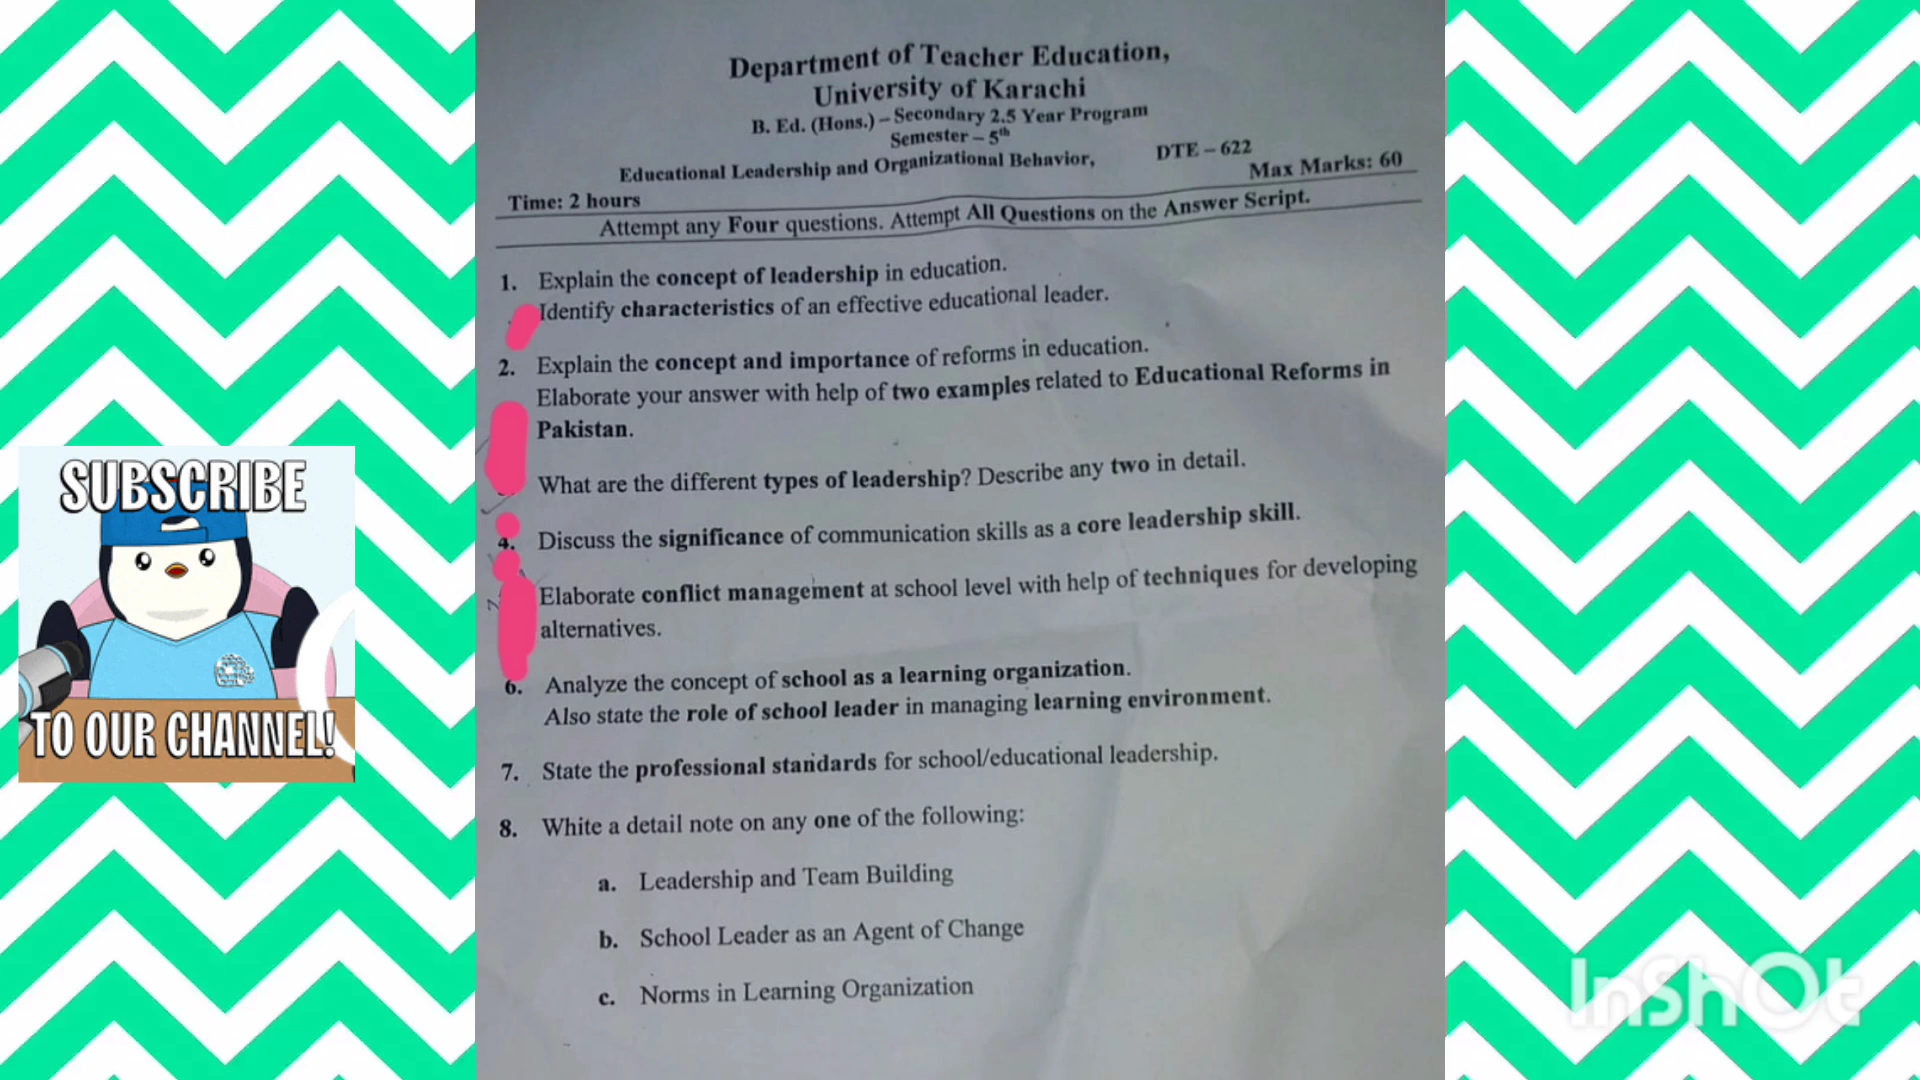 Department of Teacher Education,
University of Karachi
B. Ed. (Hons.) – Secondary 2.5 Year Program
Semester – 5th
Educational Leadership and Organizational Behavior,
DTE – 622
Time: 2 hours
Max Marks: 60
Attempt any Four questions. Attempt All Questions on the Answer Script.
1. Explain the concept of leadership in education.
Identify characteristics of an effective educational leader.
2. Explain the concept and importance of reforms in education.
Elaborate your answer with help of two examples related to Educational Reforms in
Pakistan.
What are the different types of leadership? Describe any two in detail.
4. Discuss the significance of communication skills as a core leadership skill.
Elaborate conflict management at school level with help of techniques for developing
alternatives.
6. Analyze the concept of school as a learning organization.
Also state the role of school leader in managing learning environment.
7. State the professional standards for school/educational leadership.
8. White a detail note on any one of the following:
a. Leadership and Team Building
b. School Leader as an Agent of Change
c. Norms in Learning Organization
SUBSCRIBE
TO OUR CHANNEL!
InShOt